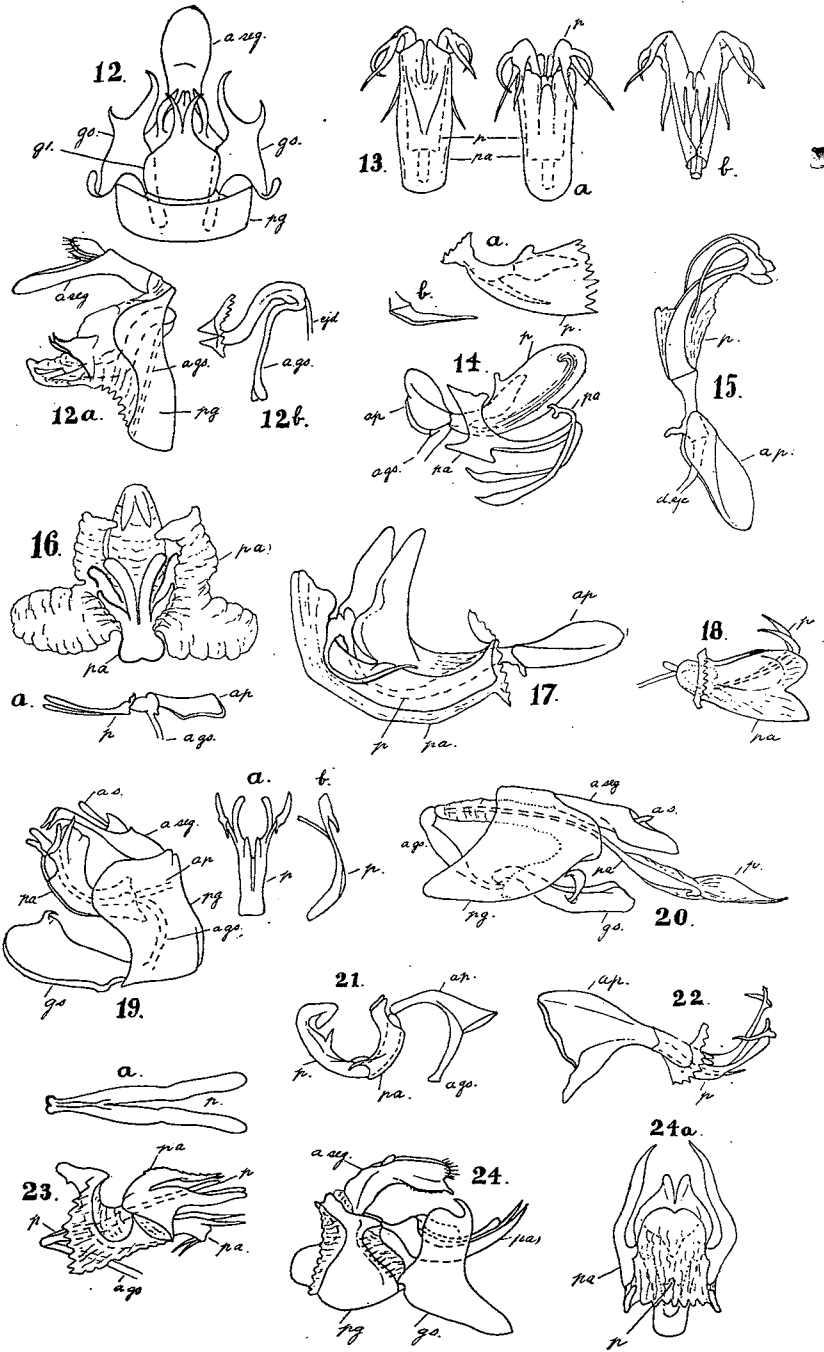 12.
a seg.
gs.
gs.
gt.
pg
13.
p
p
pa
a
b.
a seg
12a.
a gs.
pg
ejd
a gs.
12b.
a.
b.
p.
14.
p
ap
a gs.
pa
pa
15.
p.
a p.
d. ejc
16.
pa
pa
a.
p
a gs.
ap
17.
ap
p
pa.
18.
p
pa
19.
a s.
a seg.
ap
pa
pg
a gs.
gs
a.
p
b.
p.
20.
a seg
a s.
a gs.
pa
p.
pg.
gs.
21.
ap.
p.
pa.
a gs.
22.
ap.
p
a.
p.
23.
pa
p
p
pa.
a gs
24.
a seg.
pa
pg
gs.
24a.
pa
p